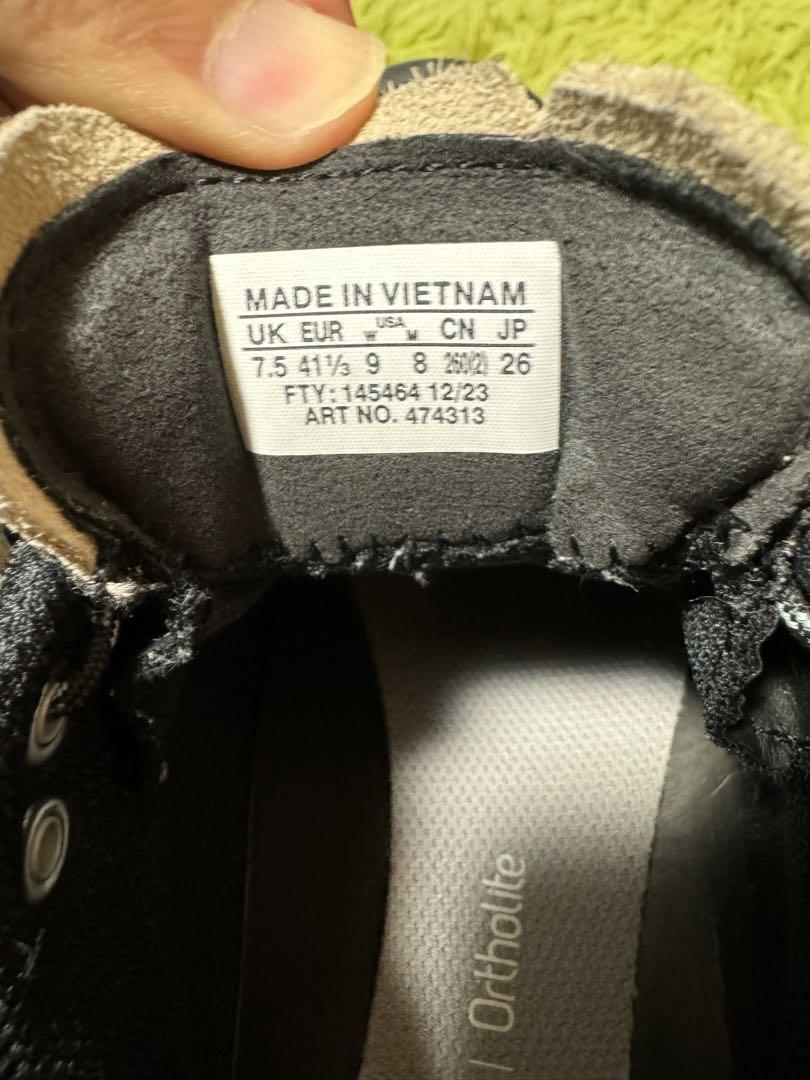 MADE IN VIETNAM
UK EUR W USA M CN JP
7.5 41⅓ 9 8 260(2) 26
FTY: 145464 12/23
ART NO. 474313
| Ortholite